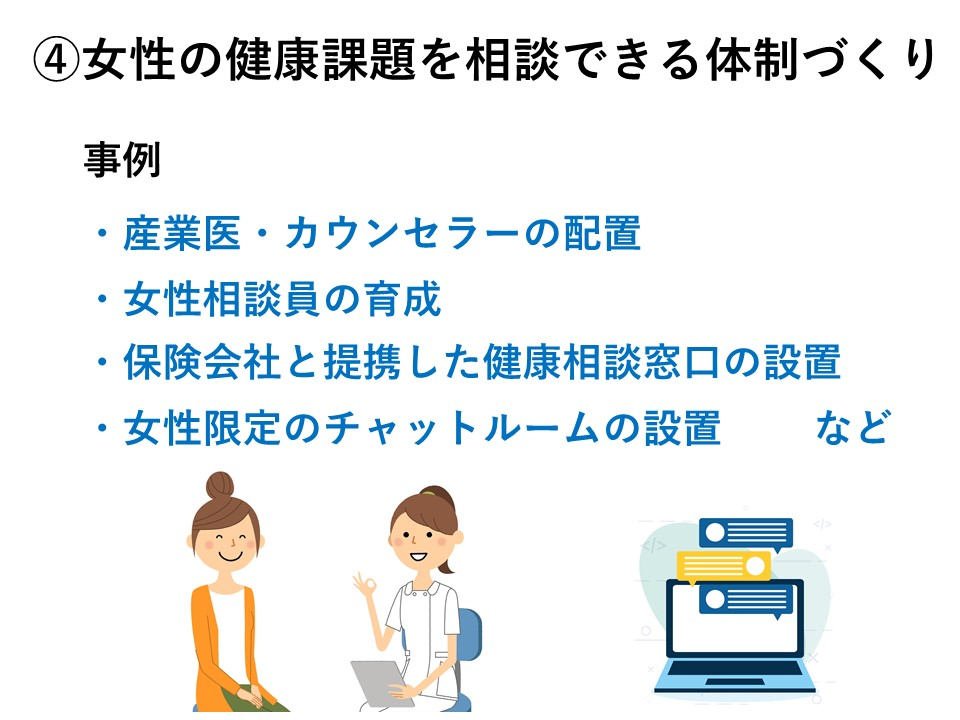 ④女性の健康課題を相談できる体制づくり
事例
・産業医・カウンセラーの配置
・女性相談員の育成
・保険会社と提携した健康相談窓口の設置
・女性限定のチャットルームの設置　　など